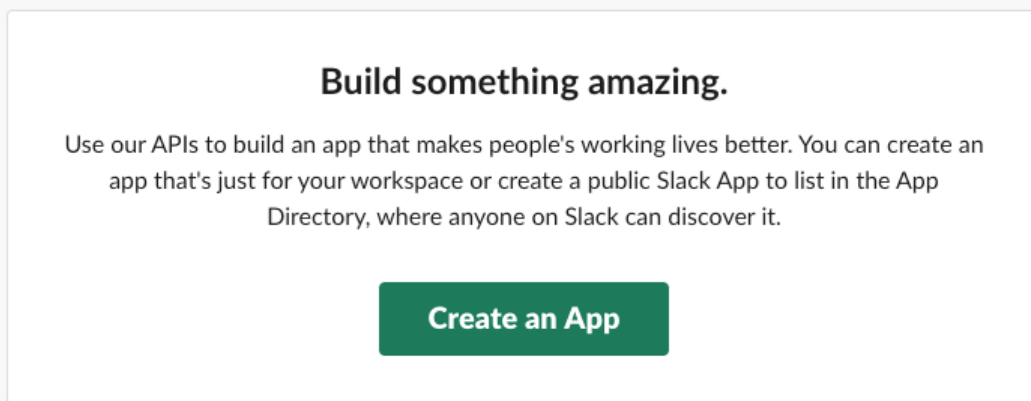 Build something amazing.
Use our APIs to build an app that makes people's working lives better. You can create an
app that's just for your workspace or create a public Slack App to list in the App
Directory, where anyone on Slack can discover it.
Create an App